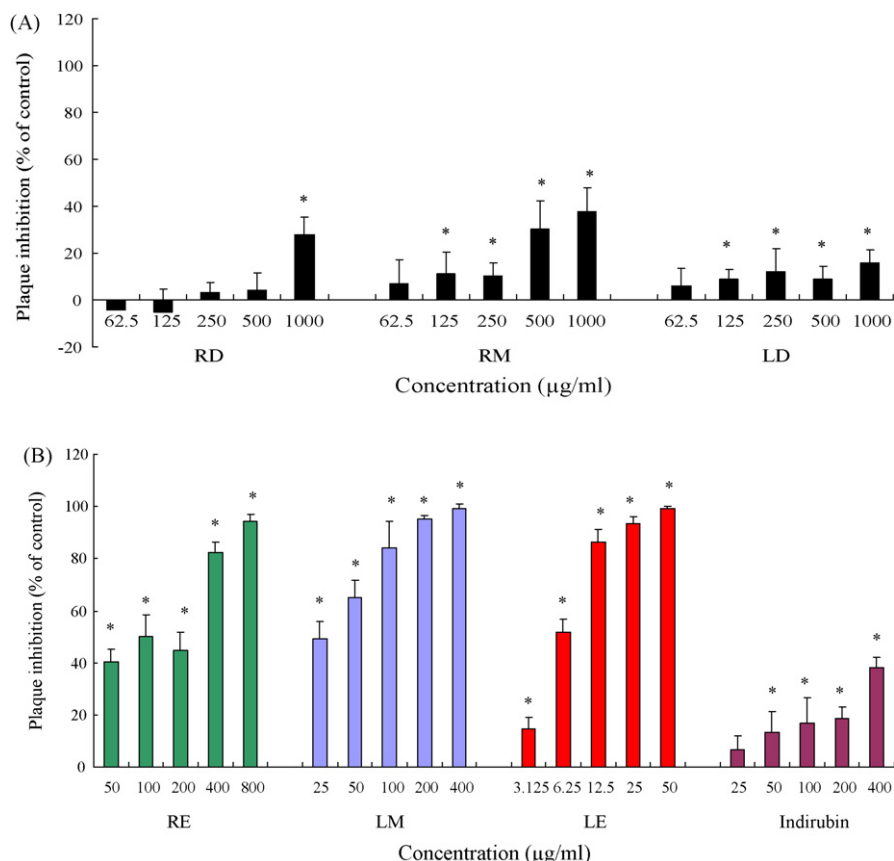 (A)
Plaque inhibition (% of control)
120
100
80
60
40
20
0
-20
* * * * * * * * *
62.5 125 250 500 1000 62.5 125 250 500 1000 62.5 125 250 500 1000
RD RM LD
Concentration (µg/ml)
(B)
Plaque inhibition (% of control)
120
100
80
60
40
20
0
* * * * * * * * * * * * * * * * * * *
50 100 200 400 800 25 50 100 200 400 3.125 6.25 12.5 25 50 25 50 100 200 400
RE LM LE Indirubin
Concentration (µg/ml)